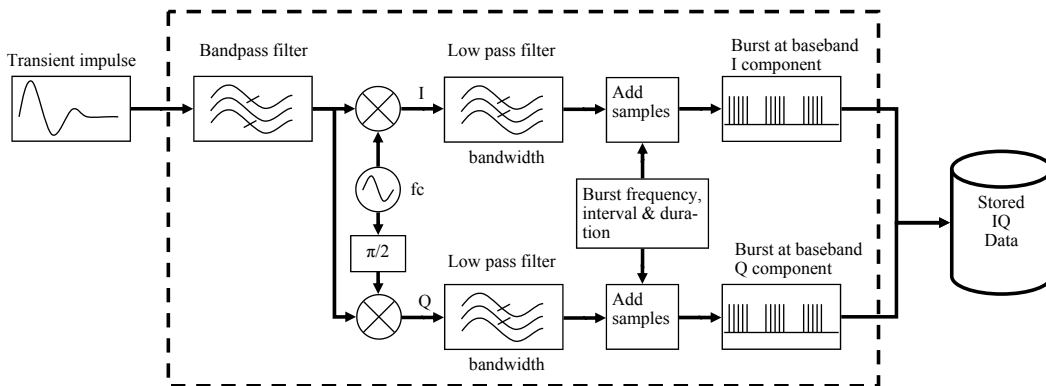 Transient impulse
Bandpass filter
I
Low pass filter
bandwidth
Add
samples
Burst at baseband
I component
fc
π/2
Burst frequency,
interval & dura-
tion
Q
Low pass filter
bandwidth
Add
samples
Burst at baseband
Q component
Stored
IQ
Data